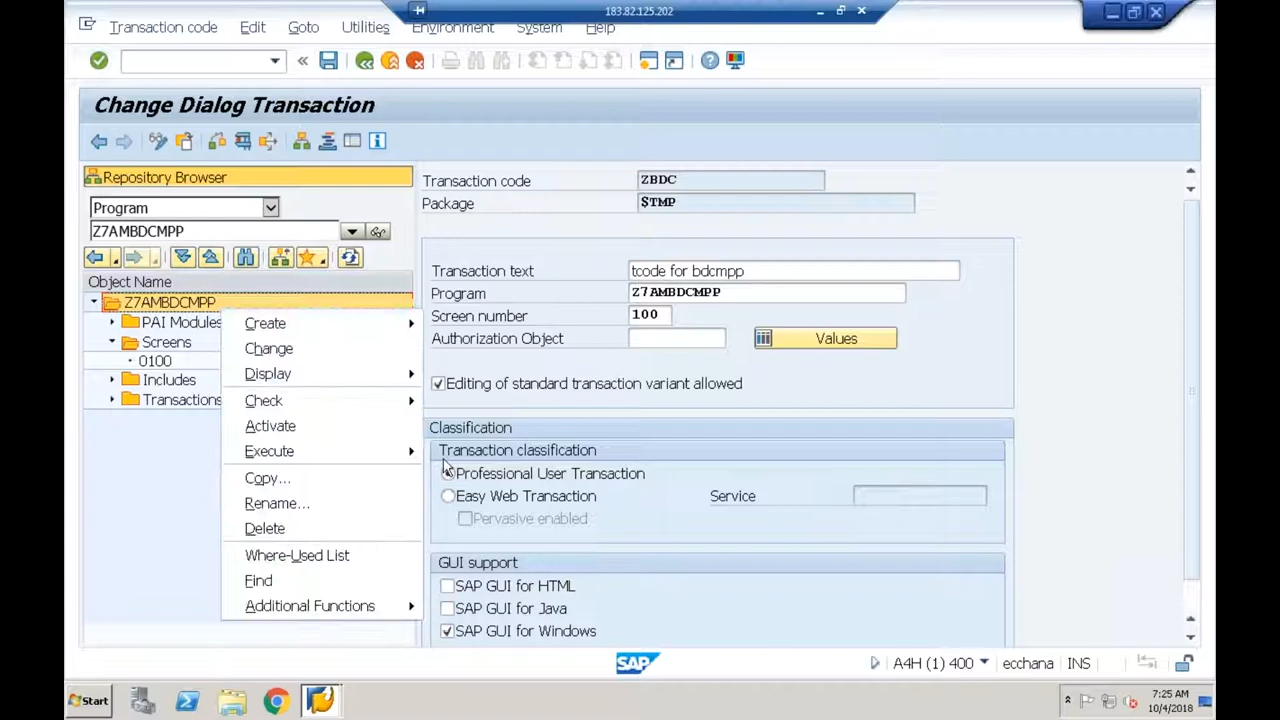 183.82.125.202
Transaction code Edit Goto Utilities Environment System Help
Change Dialog Transaction
Repository Browser
Program
Z7AMBDCMPP
Object Name
Z7AMBDCMPP
PAI Modules
Screens
0100
Includes
Transactions
Create
Change
Display
Check
Activate
Execute
Copy...
Rename...
Delete
Where-Used List
Find
Additional Functions
Transaction code ZBDC
Package $TMP
Transaction text tcode for bdcmpp
Program Z7AMBDCMPP
Screen number 100
Authorization Object Values
Editing of standard transaction variant allowed
Classification
Transaction classification
Professional User Transaction
Easy Web Transaction Service
Pervasive enabled
GUI support
SAP GUI for HTML
SAP GUI for Java
SAP GUI for Windows
SAP A4H (1) 400 ecchana INS
Start 7:25 AM
10/4/2018